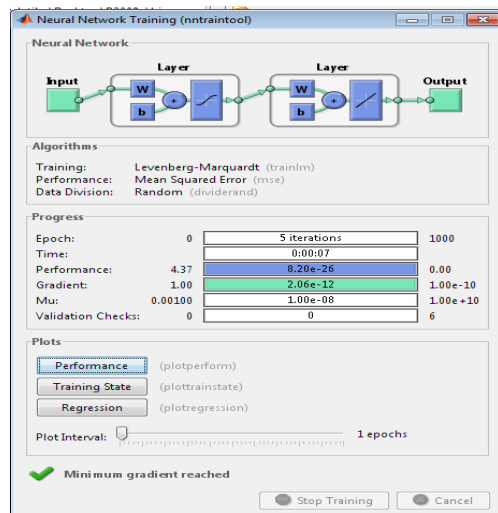 Neural Network Training (nntraintool)
Neural Network
Layer Layer
Input W b + W b + Output
Algorithms
Training: Levenberg-Marquardt (trainlm)
Performance: Mean Squared Error (mse)
Data Division: Random (dividerand)
Progress
Epoch: 0 5 iterations 1000
Time: 0:00:07
Performance: 4.37 8.20e-26 0.00
Gradient: 1.00 2.06e-12 1.00e-10
Mu: 0.00100 1.00e-08 1.00e+10
Validation Checks: 0 0 6
Plots
Performance (plotperform)
Training State (plottrainstate)
Regression (plotregression)
Plot Interval: 1 epochs
Minimum gradient reached
Stop Training Cancel